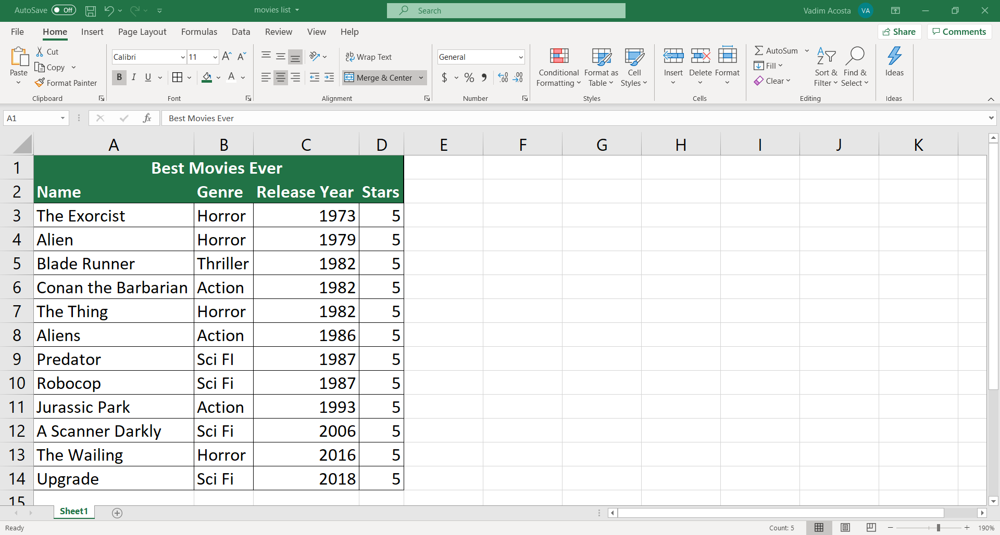 AutoSave Off movies list Search Vadim Acosta VA
File Home Insert Page Layout Formulas Data Review View Help Share Comments
Paste Cut Copy Format Painter Clipboard
Calibri 11 A A B I U A Font
ab Wrap Text Merge & Center Alignment
General $ % , .00 .00 Number
Conditional Formatting Format as Table Cell Styles Styles
Insert Delete Format Cells
AutoSum Fill Clear Sort & Filter Find & Select Editing
Ideas Ideas
A1 fx Best Movies Ever
A B C D E F G H I J K
1 Best Movies Ever
2 Name Genre Release Year Stars
3 The Exorcist Horror 1973 5
4 Alien Horror 1979 5
5 Blade Runner Thriller 1982 5
6 Conan the Barbarian Action 1982 5
7 The Thing Horror 1982 5
8 Aliens Action 1986 5
9 Predator Sci FI 1987 5
10 Robocop Sci Fi 1987 5
11 Jurassic Park Action 1993 5
12 A Scanner Darkly Sci Fi 2006 5
13 The Wailing Horror 2016 5
14 Upgrade Sci Fi 2018 5
15
Sheet1
Ready Count: 5 190%